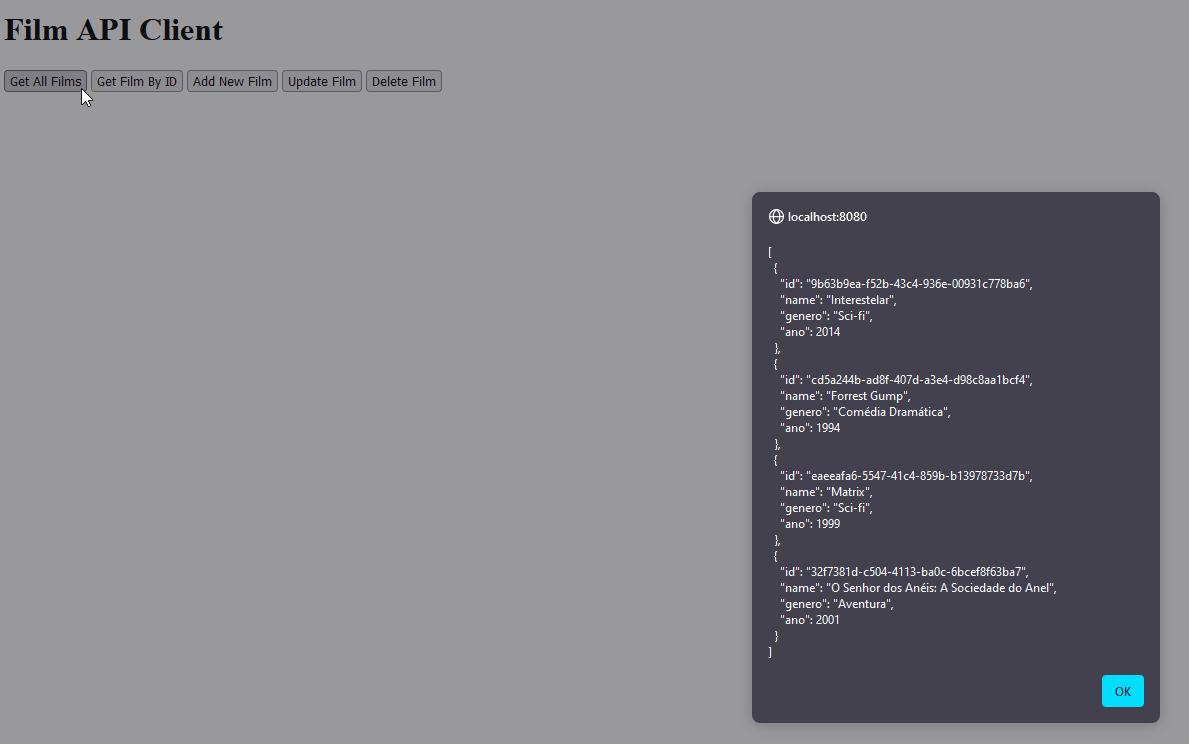 Film API Client
Get All Films Get Film By ID Add New Film Update Film Delete Film
localhost:8080
[
{
"id": "9b63b9ea-f52b-43c4-936e-00931c778ba6",
"name": "Interestelar",
"genero": "Sci-fi",
"ano": 2014
},
{
"id": "cd5a244b-ad8f-407d-a3e4-d98c8aa1bcf4",
"name": "Forrest Gump",
"genero": "Comédia Dramática",
"ano": 1994
},
{
"id": "eaeeafa6-5547-41c4-859b-b13978733d7b",
"name": "Matrix",
"genero": "Sci-fi",
"ano": 1999
},
{
"id": "32f7381d-c504-4113-ba0c-6bcef8f63ba7",
"name": "O Senhor dos Anéis: A Sociedade do Anel",
"genero": "Aventura",
"ano": 2001
}
]
OK